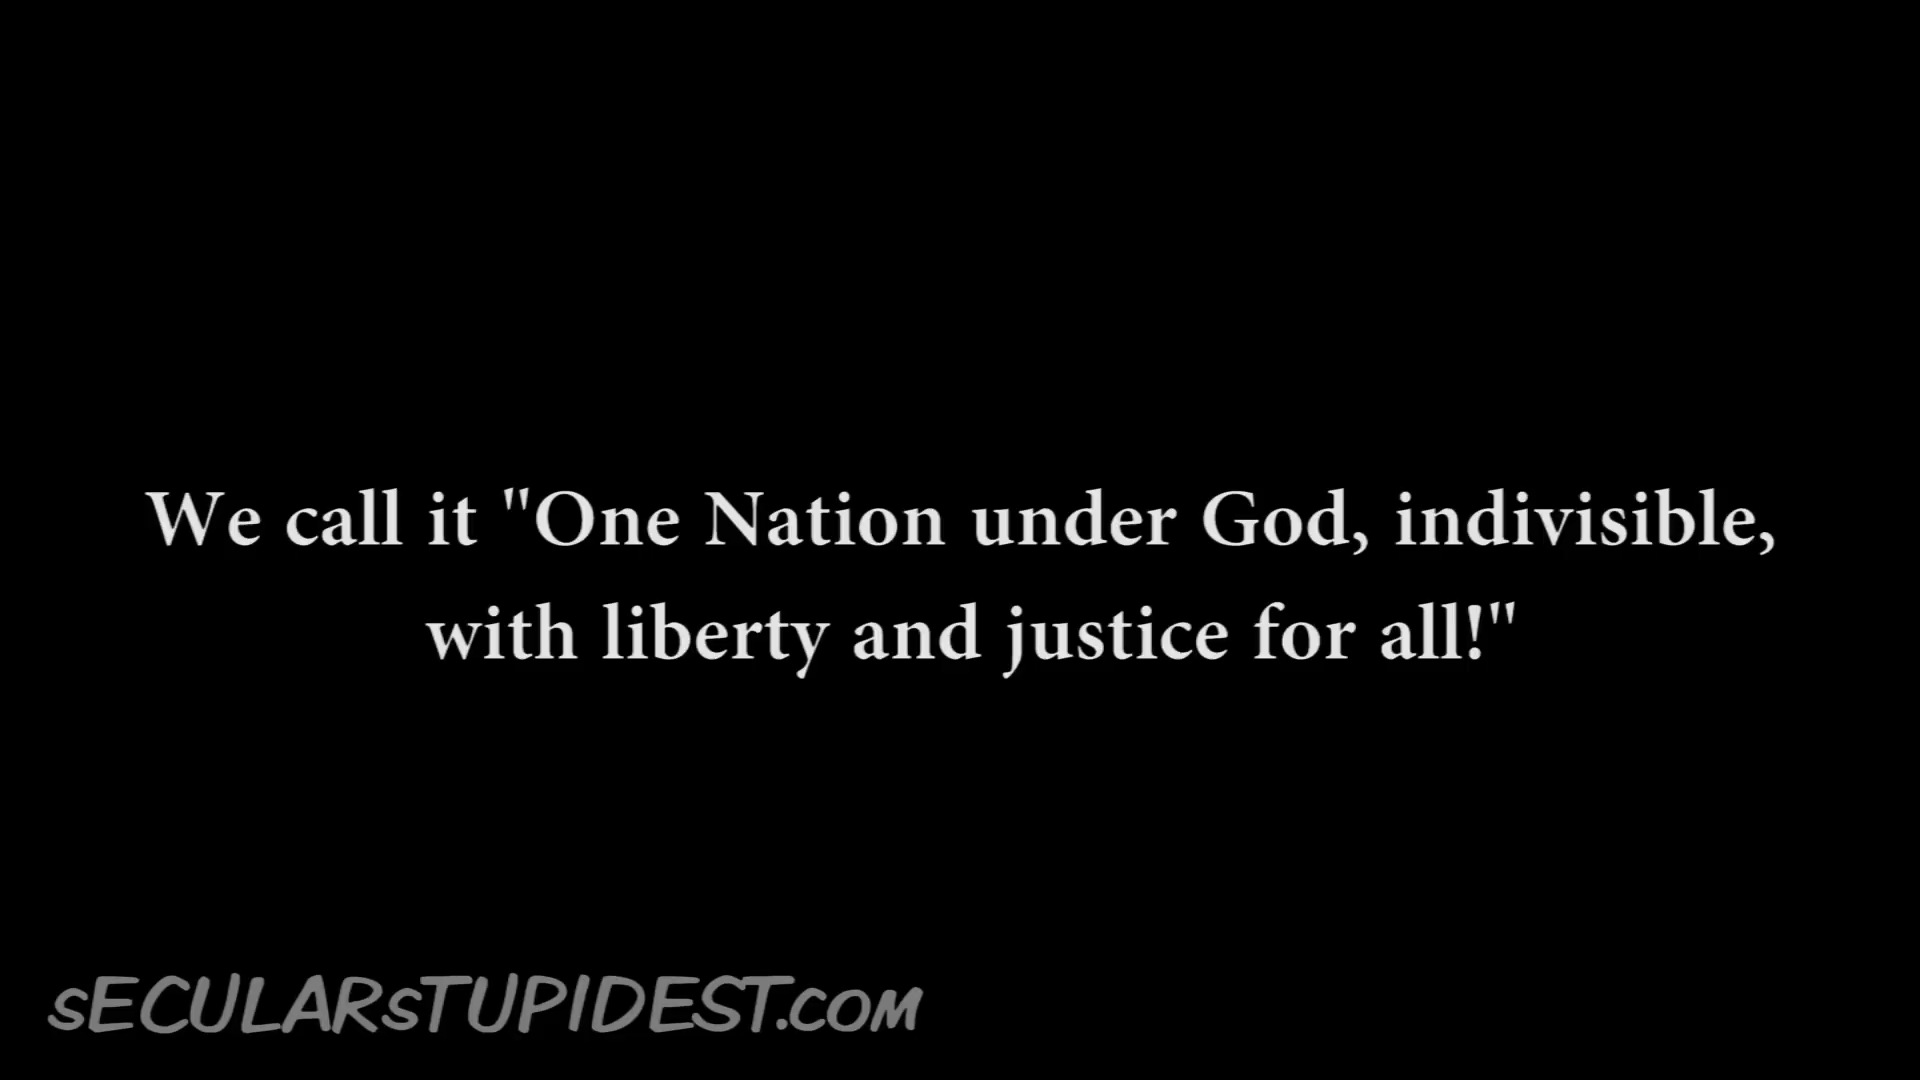 We call it "One Nation under God, indivisible,
with liberty and justice for all!"
sECULARsTUPIDEST.COM